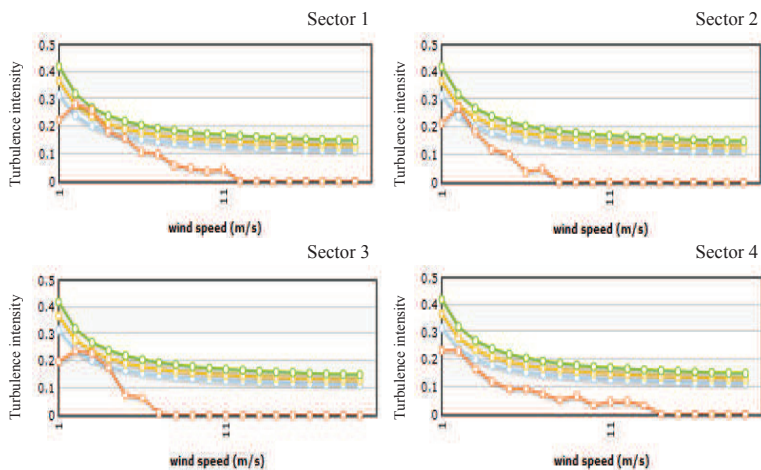 Sector 1
0.5
0.4
0.3
0.2
0.1
0
Turbulence intensity
1
11
wind speed (m/s)
Sector 2
0.5
0.4
0.3
0.2
0.1
0
Turbulence intensity
1
11
wind speed (m/s)
Sector 3
0.5
0.4
0.3
0.2
0.1
0
Turbulence intensity
1
11
wind speed (m/s)
Sector 4
0.5
0.4
0.3
0.2
0.1
0
Turbulence intensity
1
11
wind speed (m/s)